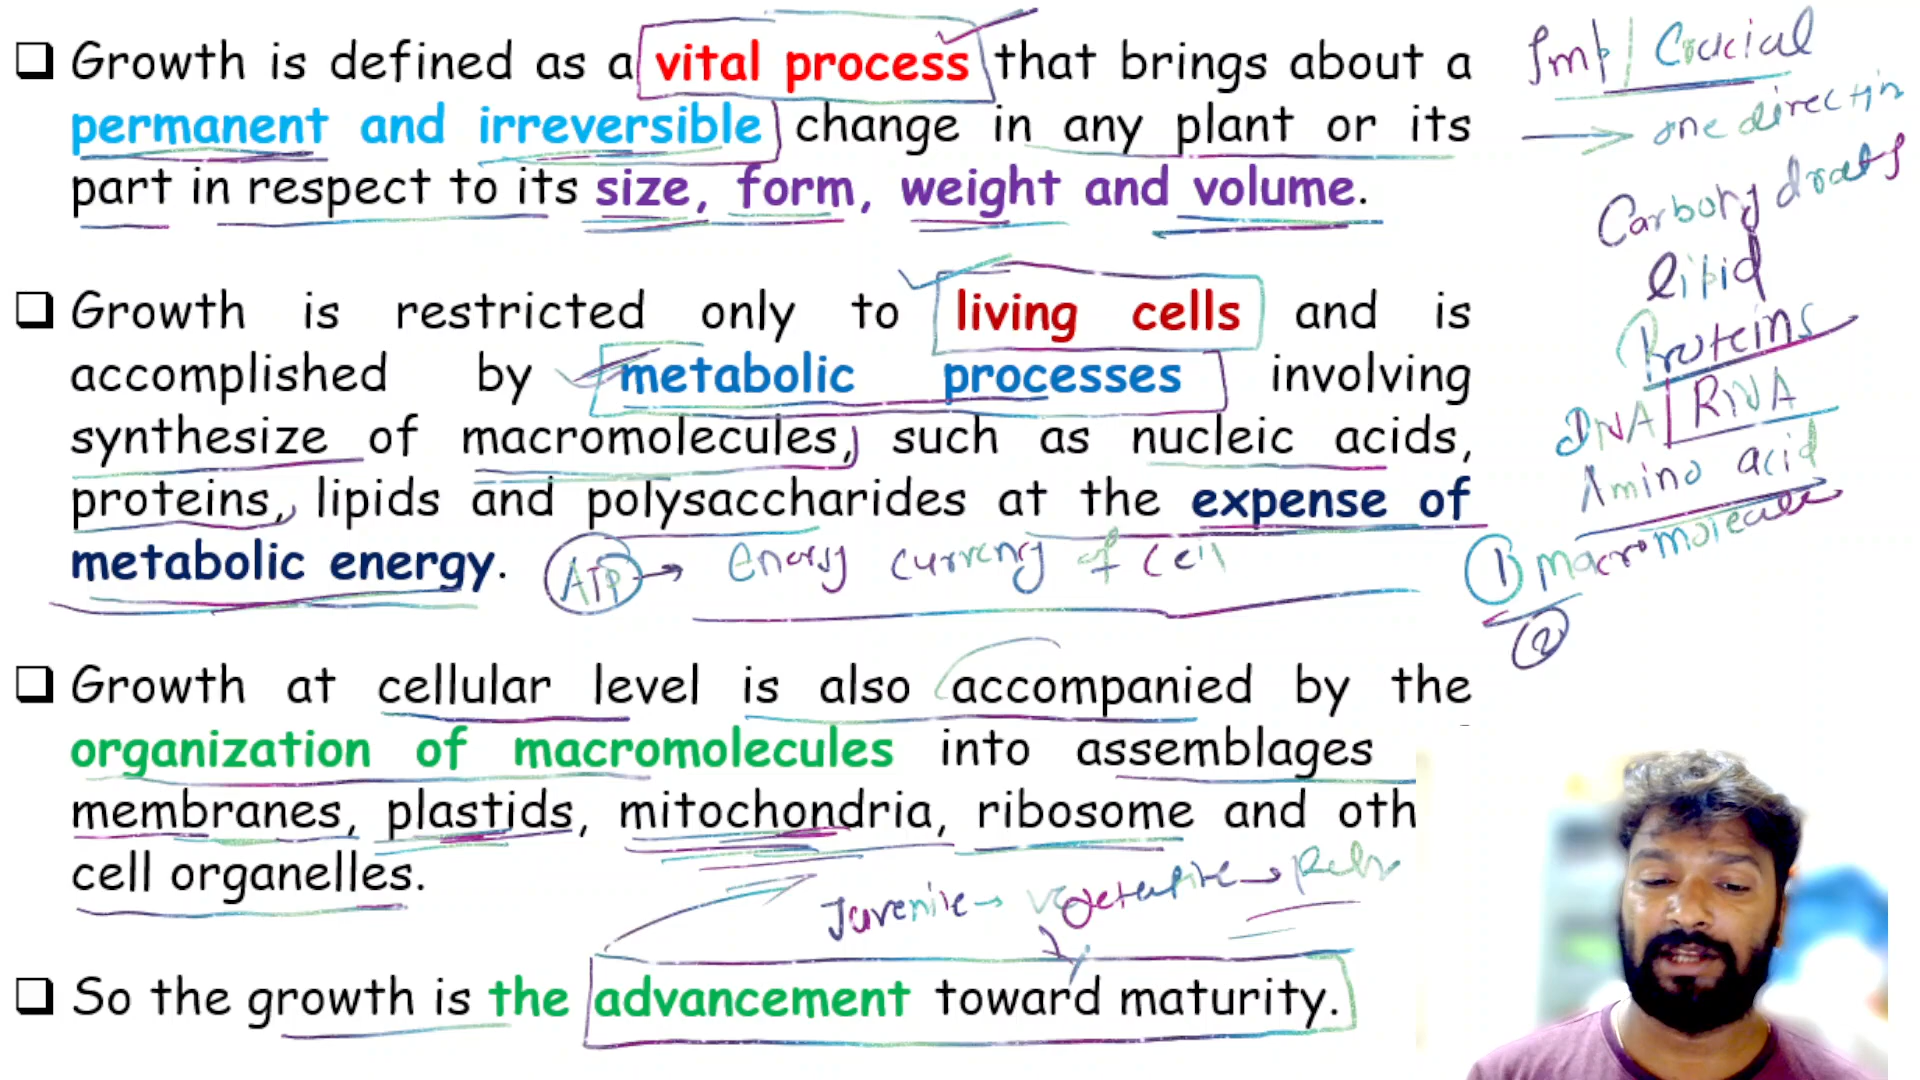 ❑ Growth is defined as a vital process that brings about a
permanent and irreversible change in any plant or its
part in respect to its size, form, weight and volume.
❑ Growth is restricted only to living cells and is
accomplished by metabolic processes involving
synthesize of macromolecules, such as nucleic acids,
proteins, lipids and polysaccharides at the expense of
metabolic energy.
ATP → energy currency of cell
❑ Growth at cellular level is also accompanied by the
organization of macromolecules into assemblages
membranes, plastids, mitochondria, ribosome and oth
cell organelles.
Juvenile → vegetative →
❑ So the growth is the advancement toward maturity.
Imp | Crucial
→ one direction
lipid
Proteins
DNA | RNA
Amino acid
① macromolecules
②